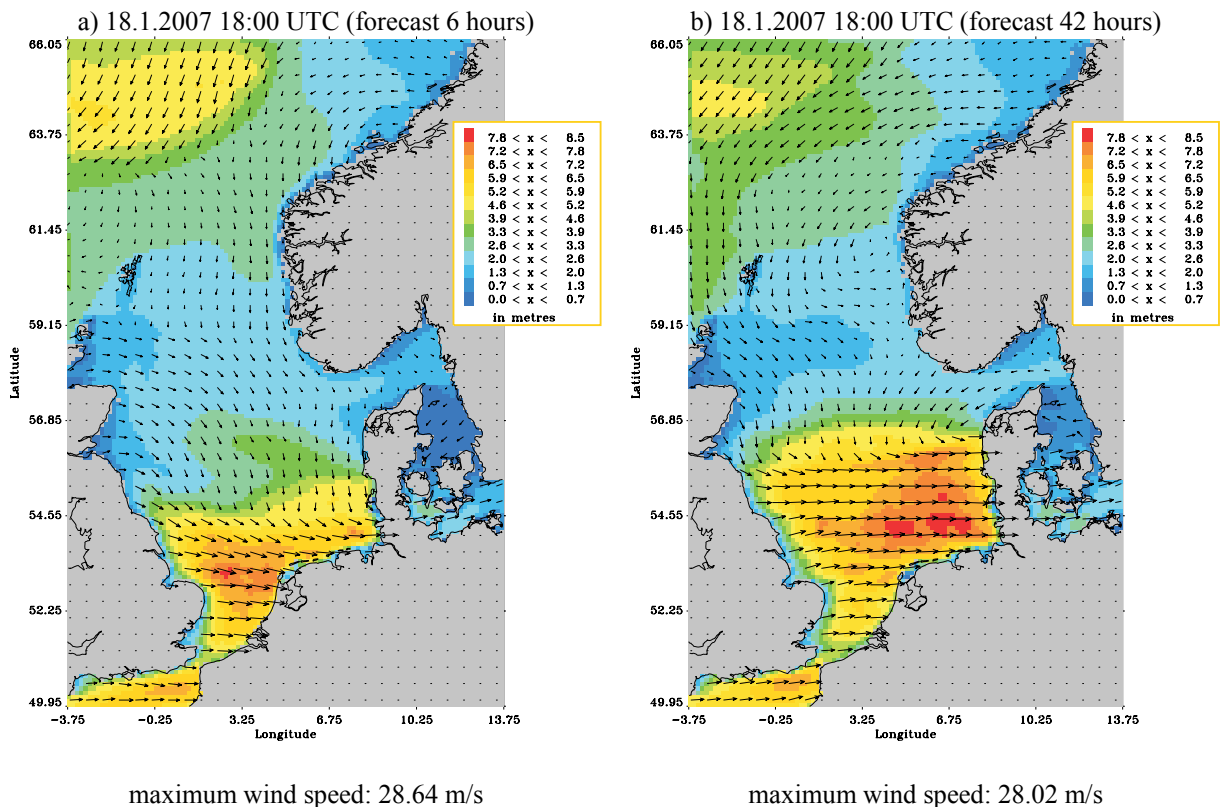 a) 18.1.2007 18:00 UTC (forecast 6 hours)
66.05
63.75
61.45
59.15
56.85
54.55
52.25
49.95
Latitude
-3.75 -0.25 3.25 6.75 10.25 13.75
Longitude
7.8 < x < 8.5
7.2 < x < 7.8
6.5 < x < 7.2
5.9 < x < 6.5
5.2 < x < 5.9
4.6 < x < 5.2
3.9 < x < 4.6
3.3 < x < 3.9
2.6 < x < 3.3
2.0 < x < 2.6
1.3 < x < 2.0
0.7 < x < 1.3
0.0 < x < 0.7
in metres
maximum wind speed: 28.64 m/s
b) 18.1.2007 18:00 UTC (forecast 42 hours)
66.05
63.75
61.45
59.15
56.85
54.55
52.25
49.95
Latitude
-3.75 -0.25 3.25 6.75 10.25 13.75
Longitude
7.8 < x < 8.5
7.2 < x < 7.8
6.5 < x < 7.2
5.9 < x < 6.5
5.2 < x < 5.9
4.6 < x < 5.2
3.9 < x < 4.6
3.3 < x < 3.9
2.6 < x < 3.3
2.0 < x < 2.6
1.3 < x < 2.0
0.7 < x < 1.3
0.0 < x < 0.7
in metres
maximum wind speed: 28.02 m/s